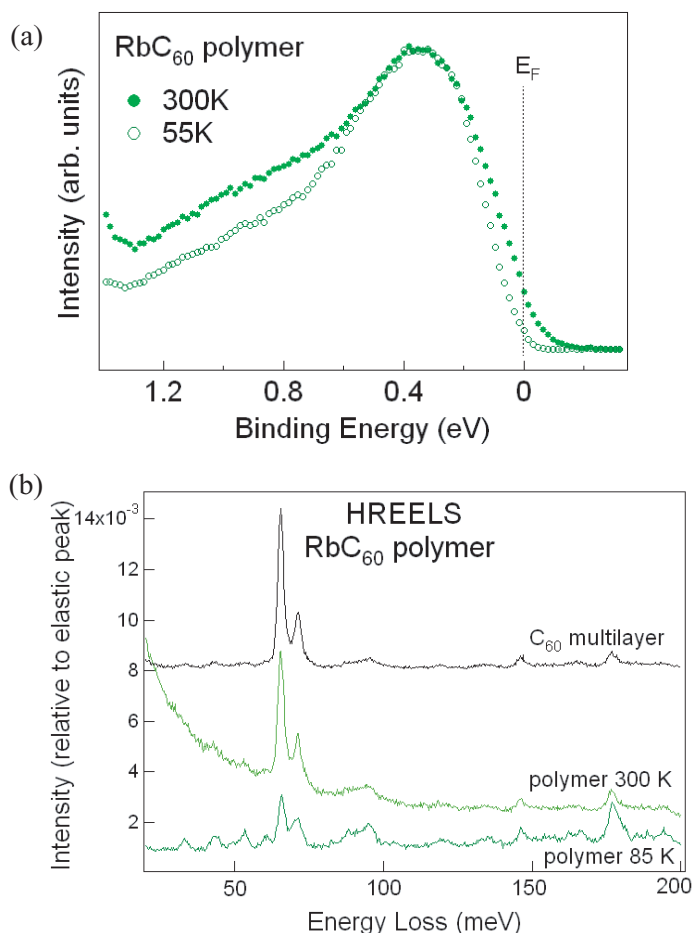 (a)
RbC₆₀ polymer
300K
55K
E_F
Intensity (arb. units)
1.2 0.8 0.4 0
Binding Energy (eV)
(b)
HREELS
RbC₆₀ polymer
14x10⁻³
12
10
8
6
4
2
C₆₀ multilayer
polymer 300 K
polymer 85 K
Intensity (relative to elastic peak)
50 100 150 200
Energy Loss (meV)